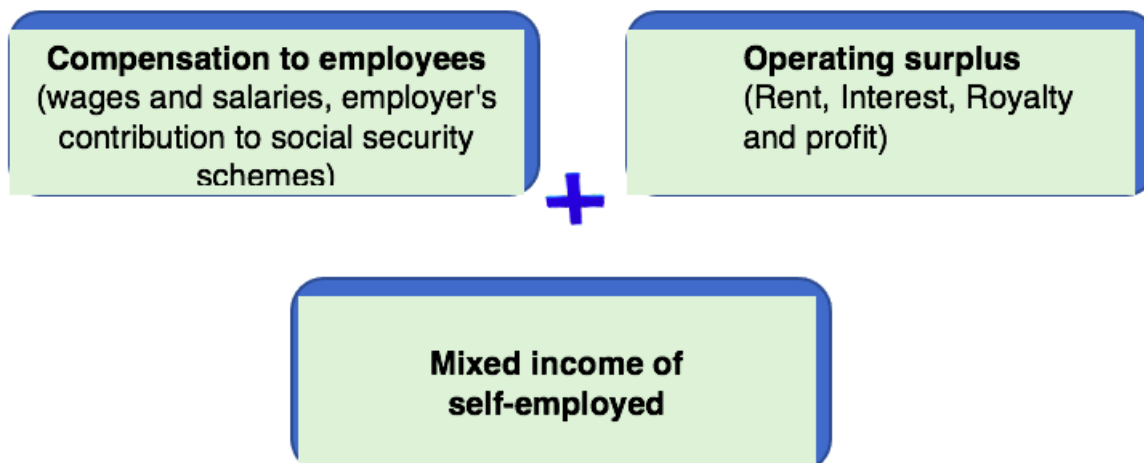 Compensation to employees
(wages and salaries, employer's
contribution to social security
schemes)
Operating surplus
(Rent, Interest, Royalty
and profit)
+
Mixed income of
self-employed